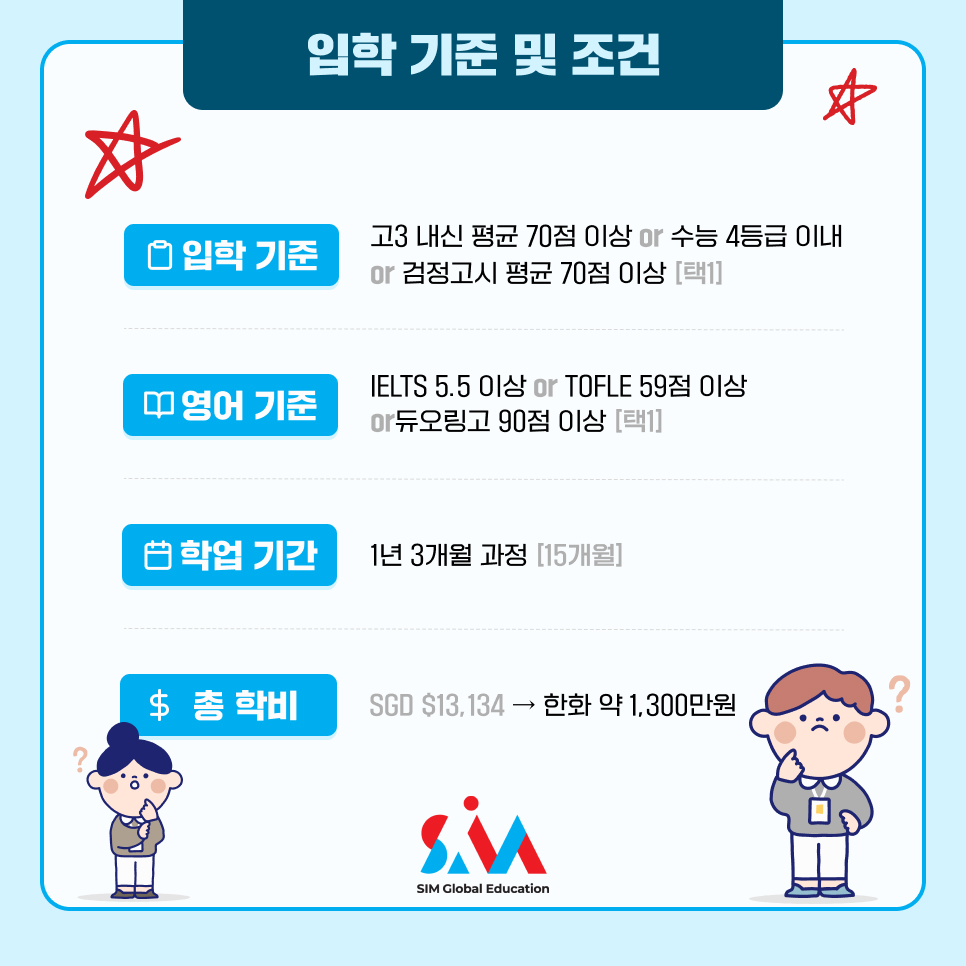 입학 기준 및 조건
입학 기준
고3 내신 평균 70점 이상 or 수능 4등급 이내
or 검정고시 평균 70점 이상 [택1]
영어 기준
IELTS 5.5 이상 or TOFLE 59점 이상
or듀오링고 90점 이상 [택1]
학업 기간
1년 3개월 과정 [15개월]
총 학비
SGD $13,134 → 한화 약 1,300만원
?
?
SIM
SIM Global Education